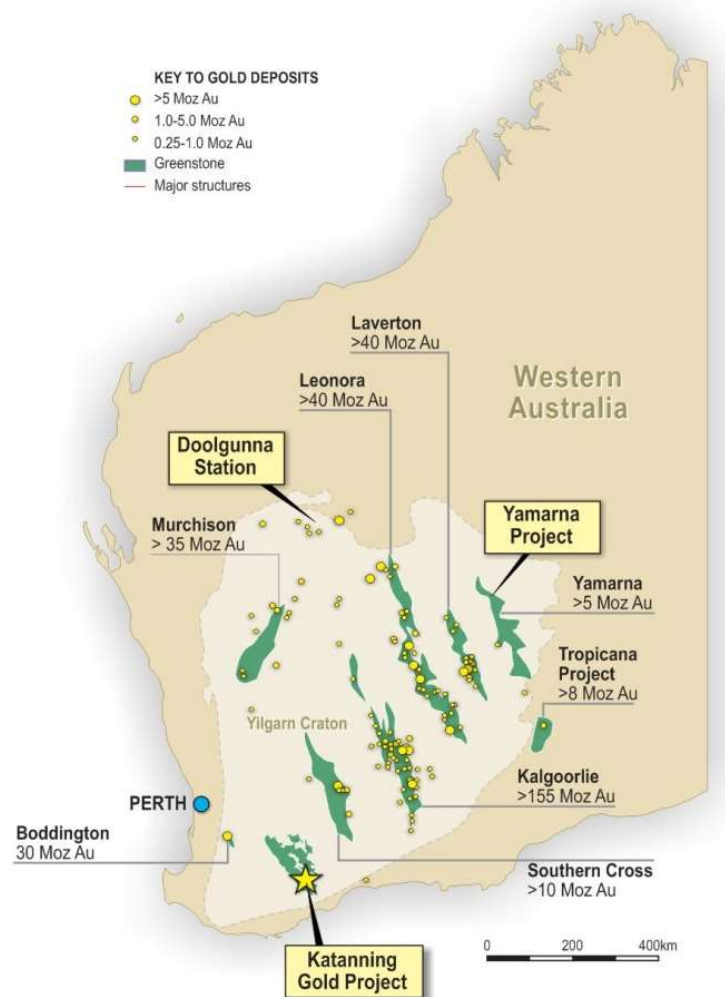 KEY TO GOLD DEPOSITS
>5 Moz Au
1.0-5.0 Moz Au
0.25-1.0 Moz Au
Greenstone
Major structures
Laverton
>40 Moz Au
Leonora
>40 Moz Au
Western
Australia
Doolgunna
Station
Murchison
> 35 Moz Au
Yamarna
Project
Yamarna
>5 Moz Au
Tropicana
Project
>8 Moz Au
Yilgarn Craton
Kalgoorlie
>155 Moz Au
PERTH
Boddington
30 Moz Au
Southern Cross
>10 Moz Au
Katanning
Gold Project
0 200 400km